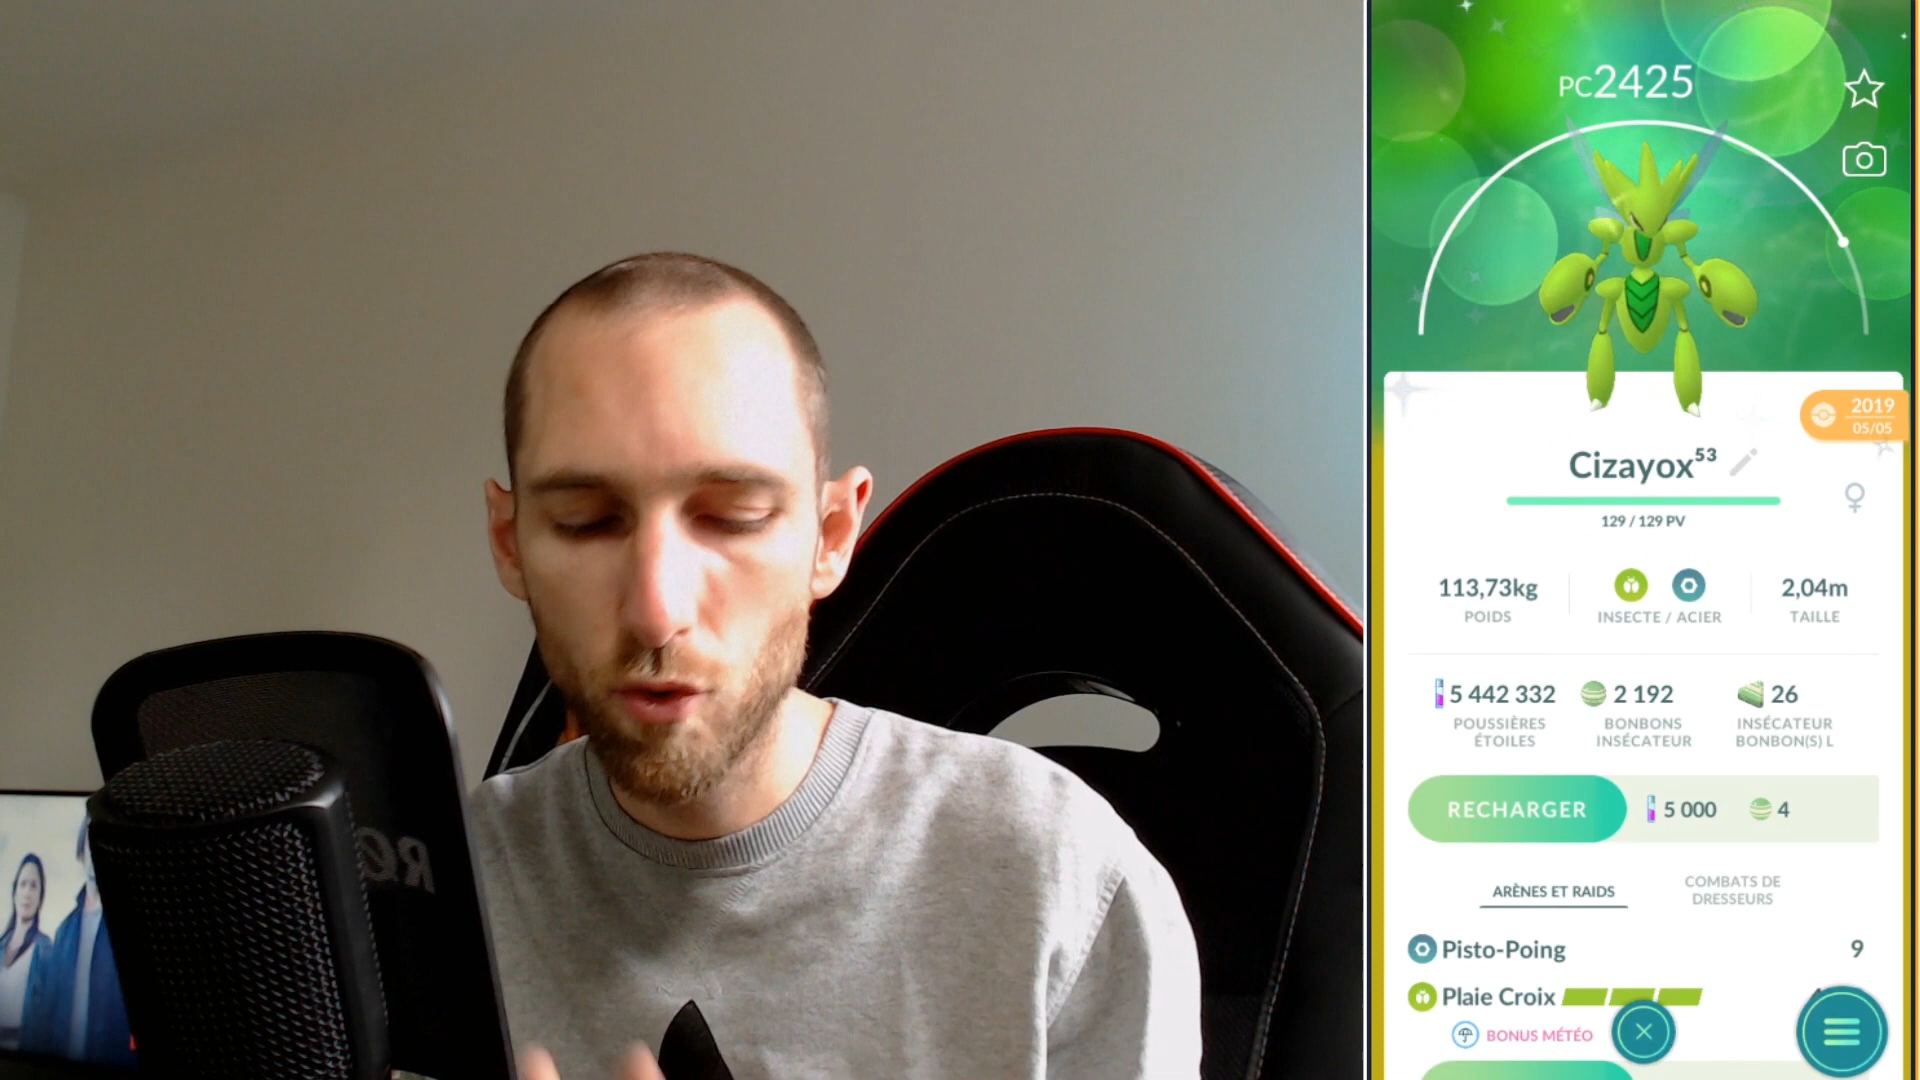 PC2425
2019
05/05
Cizayox53
129 / 129 PV
113,73kg
POIDS
INSECTE / ACIER
2,04m
TAILLE
5 442 332
POUSSIÈRES
ÉTOILES
2 192
BONBONS
INSÉCATEUR
26
INSÉCATEUR
BONBON(S) L
RECHARGER
5 000
4
ARÈNES ET RAIDS
COMBATS DE
DRESSEURS
Pisto-Poing
9
Plaie Croix
BONUS MÉTÉO